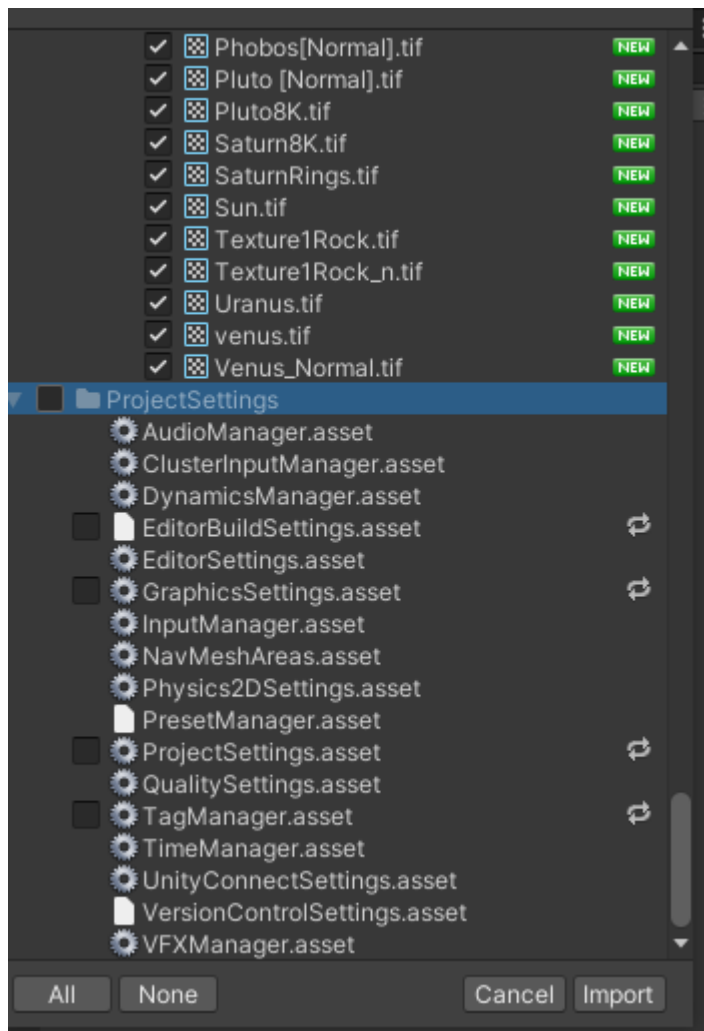 Phobos[Normal].tif NEW
Pluto [Normal].tif NEW
Pluto8K.tif NEW
Saturn8K.tif NEW
SaturnRings.tif NEW
Sun.tif NEW
Texture1Rock.tif NEW
Texture1Rock_n.tif NEW
Uranus.tif NEW
venus.tif NEW
Venus_Normal.tif NEW
ProjectSettings
AudioManager.asset
ClusterInputManager.asset
DynamicsManager.asset
EditorBuildSettings.asset
EditorSettings.asset
GraphicsSettings.asset
InputManager.asset
NavMeshAreas.asset
Physics2DSettings.asset
PresetManager.asset
ProjectSettings.asset
QualitySettings.asset
TagManager.asset
TimeManager.asset
UnityConnectSettings.asset
VersionControlSettings.asset
VFXManager.asset
All None Cancel Import